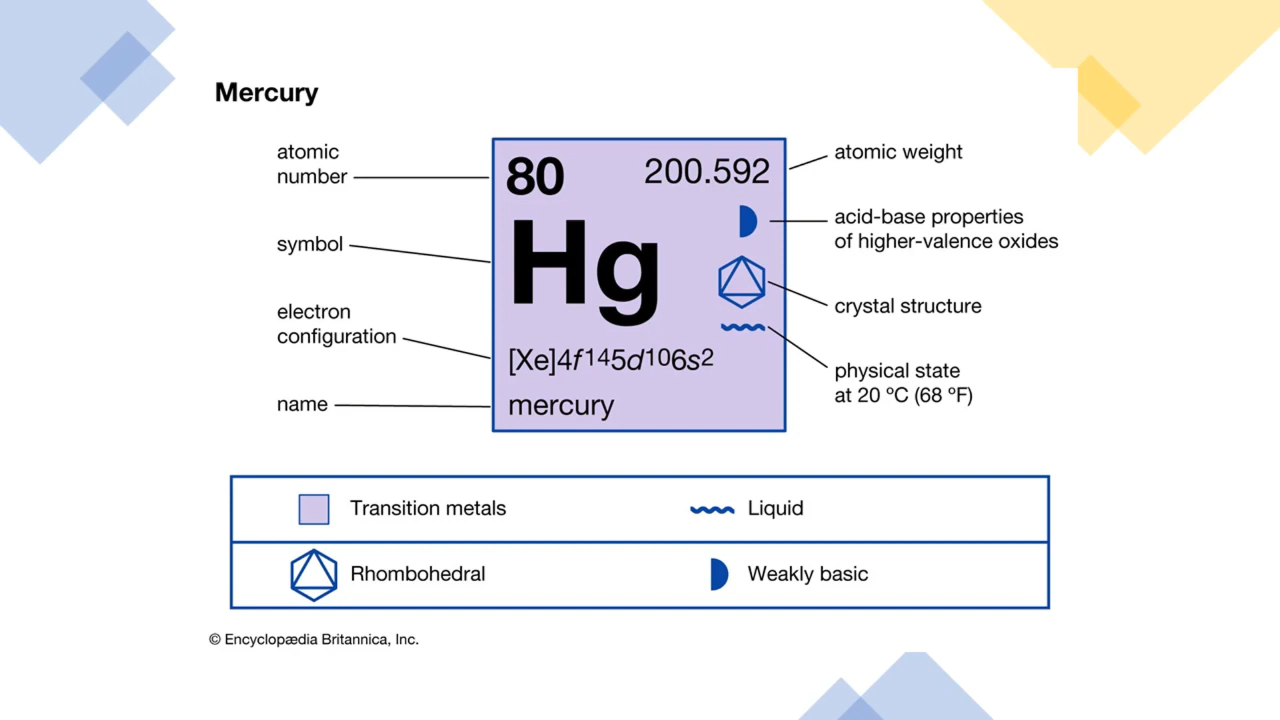 Mercury
atomic
number
symbol
electron
configuration
name
80
200.592
Hg
[Xe]4f¹⁴5d¹⁰6s²
mercury
atomic weight
acid-base properties
of higher-valence oxides
crystal structure
physical state
at 20 ºC (68 ºF)
Transition metals
Liquid
Rhombohedral
Weakly basic
© Encyclopædia Britannica, Inc.